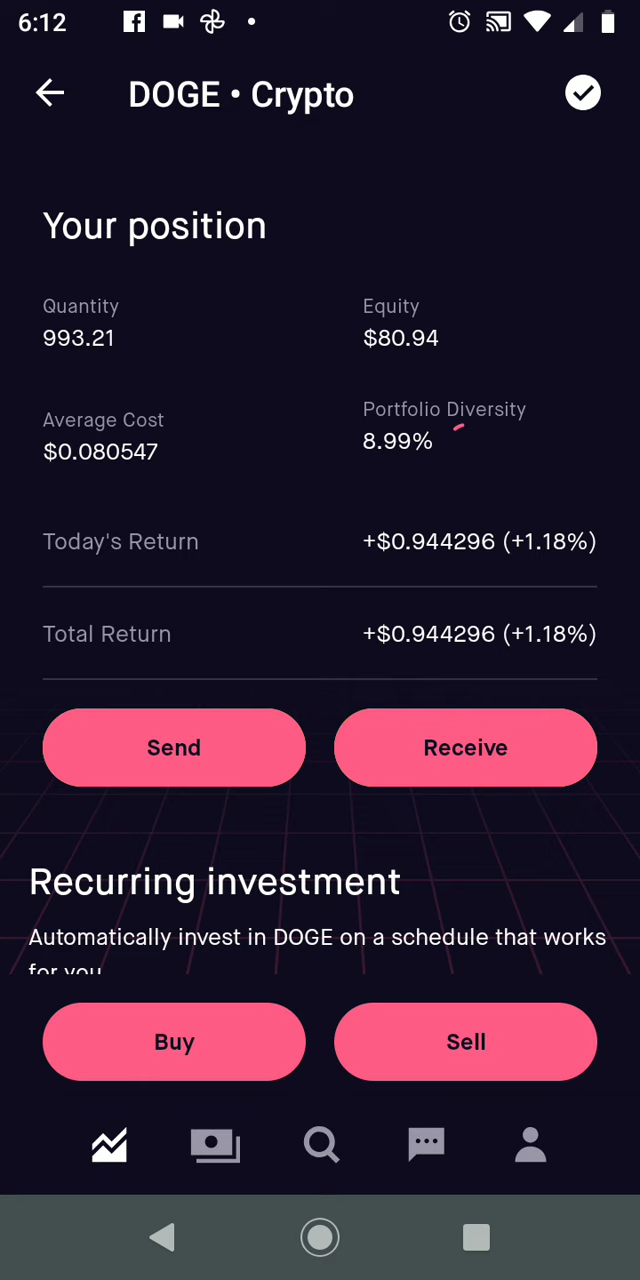 6:12
DOGE • Crypto
Your position
Quantity
993.21
Equity
$80.94
Average Cost
$0.080547
Portfolio Diversity
8.99%
Today's Return
+$0.944296 (+1.18%)
Total Return
+$0.944296 (+1.18%)
Send
Receive
Recurring investment
Automatically invest in DOGE on a schedule that works
for you
Buy
Sell